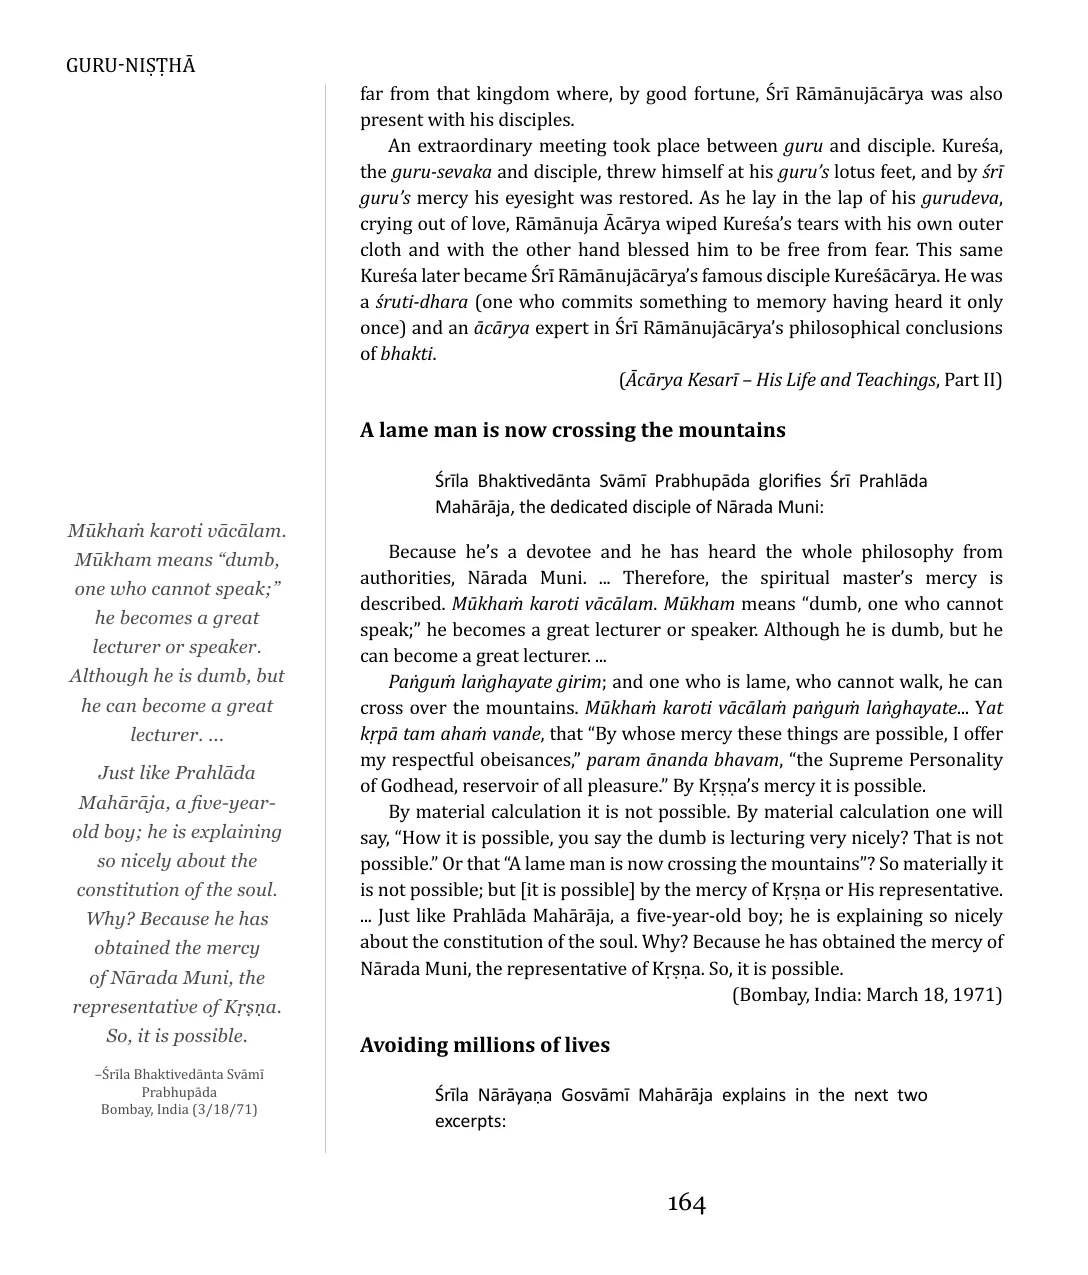 GURU-NIṢṬHĀ
far from that kingdom where, by good fortune, Śrī Rāmānujācārya was also
present with his disciples.
An extraordinary meeting took place between guru and disciple. Kureśa,
the guru-sevaka and disciple, threw himself at his guru’s lotus feet, and by śrī
guru’s mercy his eyesight was restored. As he lay in the lap of his gurudeva,
crying out of love, Rāmānuja Ācārya wiped Kureśa’s tears with his own outer
cloth and with the other hand blessed him to be free from fear. This same
Kureśa later became Śrī Rāmānujācārya’s famous disciple Kureśācārya. He was
a śruti-dhara (one who commits something to memory having heard it only
once) and an ācārya expert in Śrī Rāmānujācārya’s philosophical conclusions
of bhakti.
(Ācārya Kesarī – His Life and Teachings, Part II)
A lame man is now crossing the mountains
Śrīla Bhaktivedānta Svāmī Prabhupāda glorifies Śrī Prahlāda
Mahārāja, the dedicated disciple of Nārada Muni:
Because he’s a devotee and he has heard the whole philosophy from
authorities, Nārada Muni. ... Therefore, the spiritual master’s mercy is
described. Mūkhaṁ karoti vācālam. Mūkham means “dumb, one who cannot
speak;” he becomes a great lecturer or speaker. Although he is dumb, but he
can become a great lecturer. ...
Paṅguṁ laṅghayate girim; and one who is lame, who cannot walk, he can
cross over the mountains. Mūkhaṁ karoti vācālaṁ paṅguṁ laṅghayate... Yat
kṛpā tam ahaṁ vande, that “By whose mercy these things are possible, I offer
my respectful obeisances,” param ānanda bhavam, “the Supreme Personality
of Godhead, reservoir of all pleasure.” By Kṛṣṇa’s mercy it is possible.
By material calculation it is not possible. By material calculation one will
say, “How it is possible, you say the dumb is lecturing very nicely? That is not
possible.” Or that “A lame man is now crossing the mountains”? So materially it
is not possible; but [it is possible] by the mercy of Kṛṣṇa or His representative.
... Just like Prahlāda Mahārāja, a five-year-old boy; he is explaining so nicely
about the constitution of the soul. Why? Because he has obtained the mercy of
Nārada Muni, the representative of Kṛṣṇa. So, it is possible.
(Bombay, India: March 18, 1971)
Avoiding millions of lives
Śrīla Nārāyaṇa Gosvāmī Mahārāja explains in the next two
excerpts:
Mūkhaṁ karoti vācālam.
Mūkham means “dumb,
one who cannot speak;”
he becomes a great
lecturer or speaker.
Although he is dumb, but
he can become a great
lecturer. ...
Just like Prahlāda
Mahārāja, a five-year-
old boy; he is explaining
so nicely about the
constitution of the soul.
Why? Because he has
obtained the mercy
of Nārada Muni, the
representative of Kṛṣṇa.
So, it is possible.
–Śrīla Bhaktivedānta Svāmī
Prabhupāda
Bombay, India (3/18/71)
164